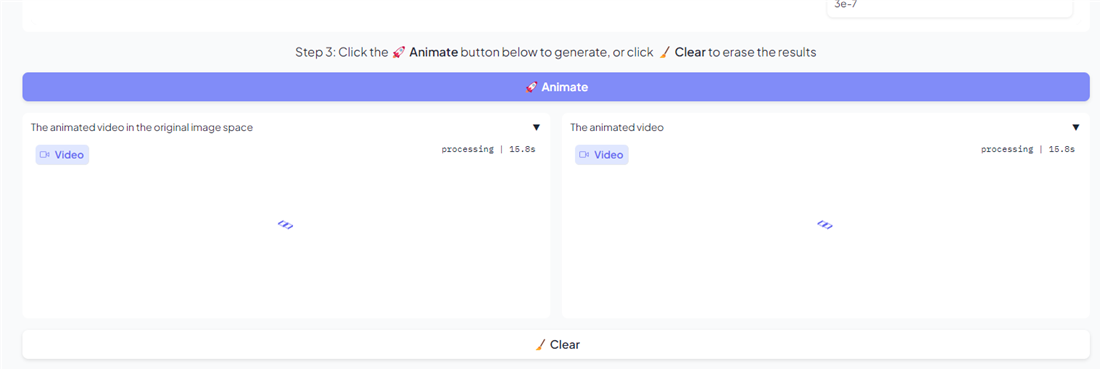 3e-7
Step 3: Click the 🚀 Animate button below to generate, or click 🧹 Clear to erase the results
🚀 Animate
The animated video in the original image space ▼
Video
processing | 15.8s
The animated video ▼
Video
processing | 15.8s
🧹 Clear